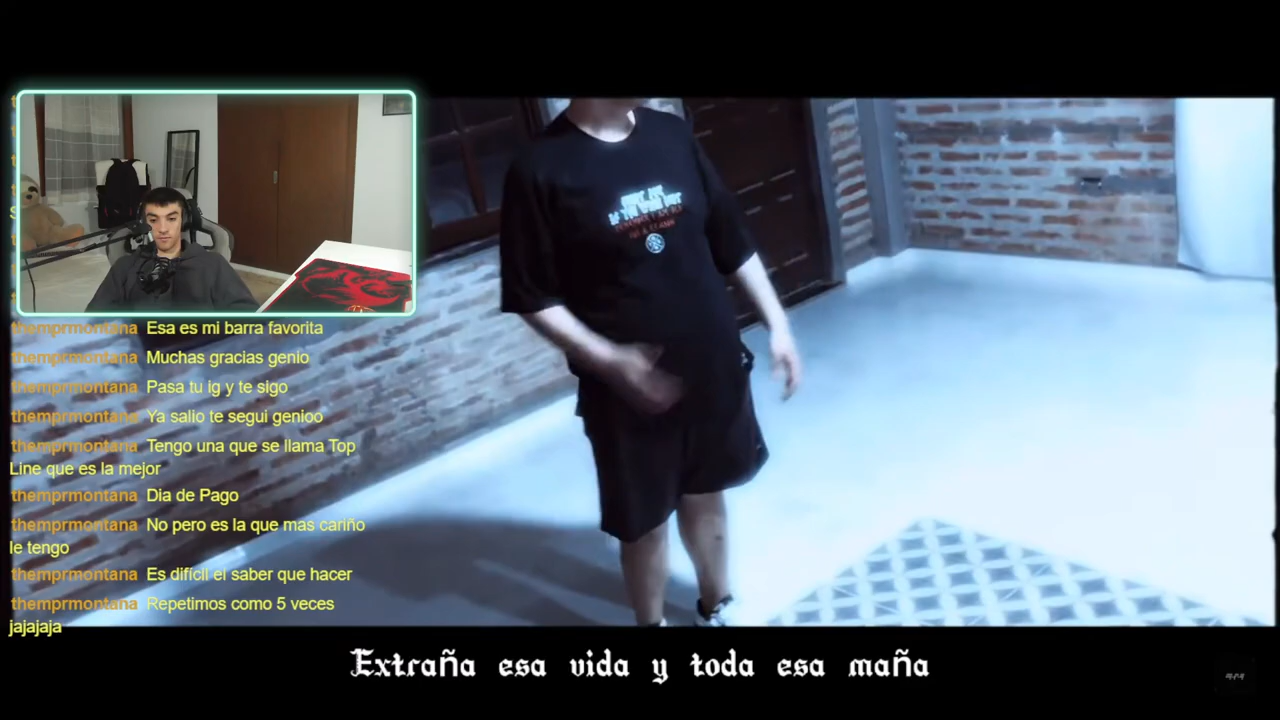 themprmontana Esa es mi barra favorita
themprmontana Muchas gracias genio
themprmontana Pasa tu ig y te sigo
themprmontana Ya salio te segui genioo
themprmontana Tengo una que se llama Top
Line que es la mejor
themprmontana Dia de Pago
themprmontana No pero es la que mas cariño
le tengo
themprmontana Es difícil el saber que hacer
themprmontana Repetimos como 5 veces
jajajaja
Extraña esa vida y toda esa maña